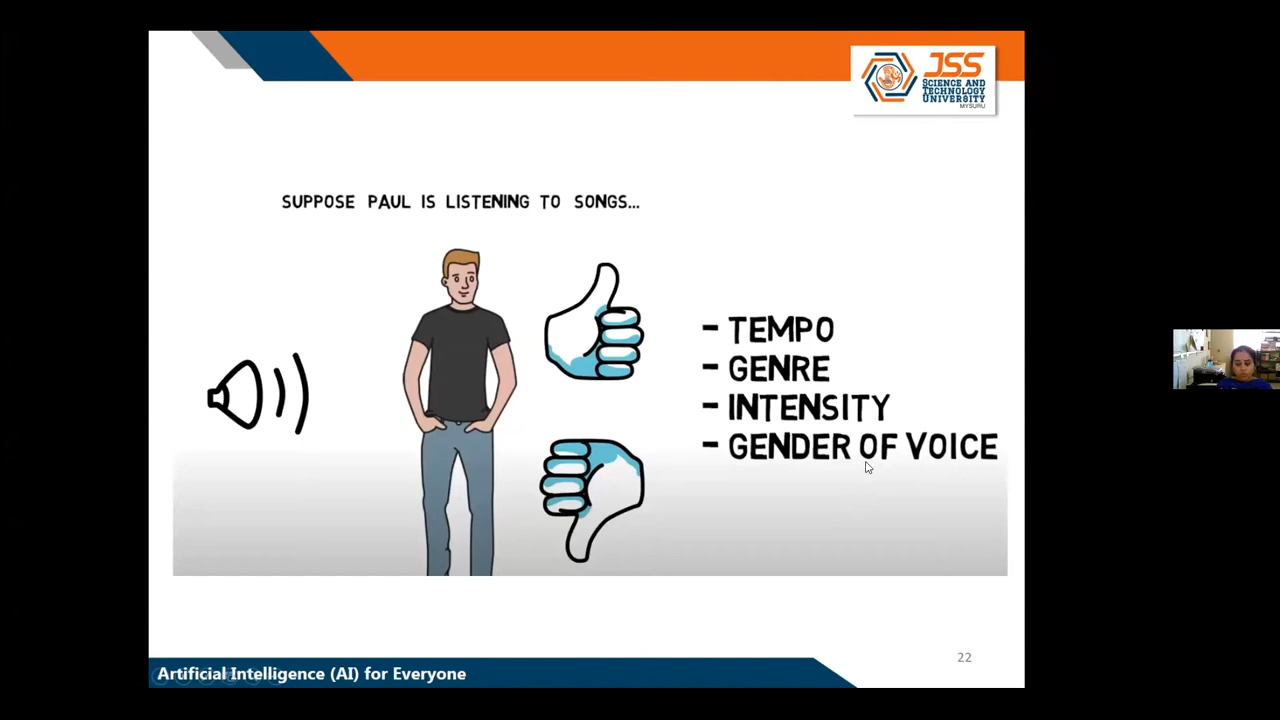 JSS
SCIENCE AND
TECHNOLOGY
UNIVERSITY
MYSURU
SUPPOSE PAUL IS LISTENING TO SONGS...
- TEMPO
- GENRE
- INTENSITY
- GENDER OF VOICE
22
Artificial Intelligence (AI) for Everyone